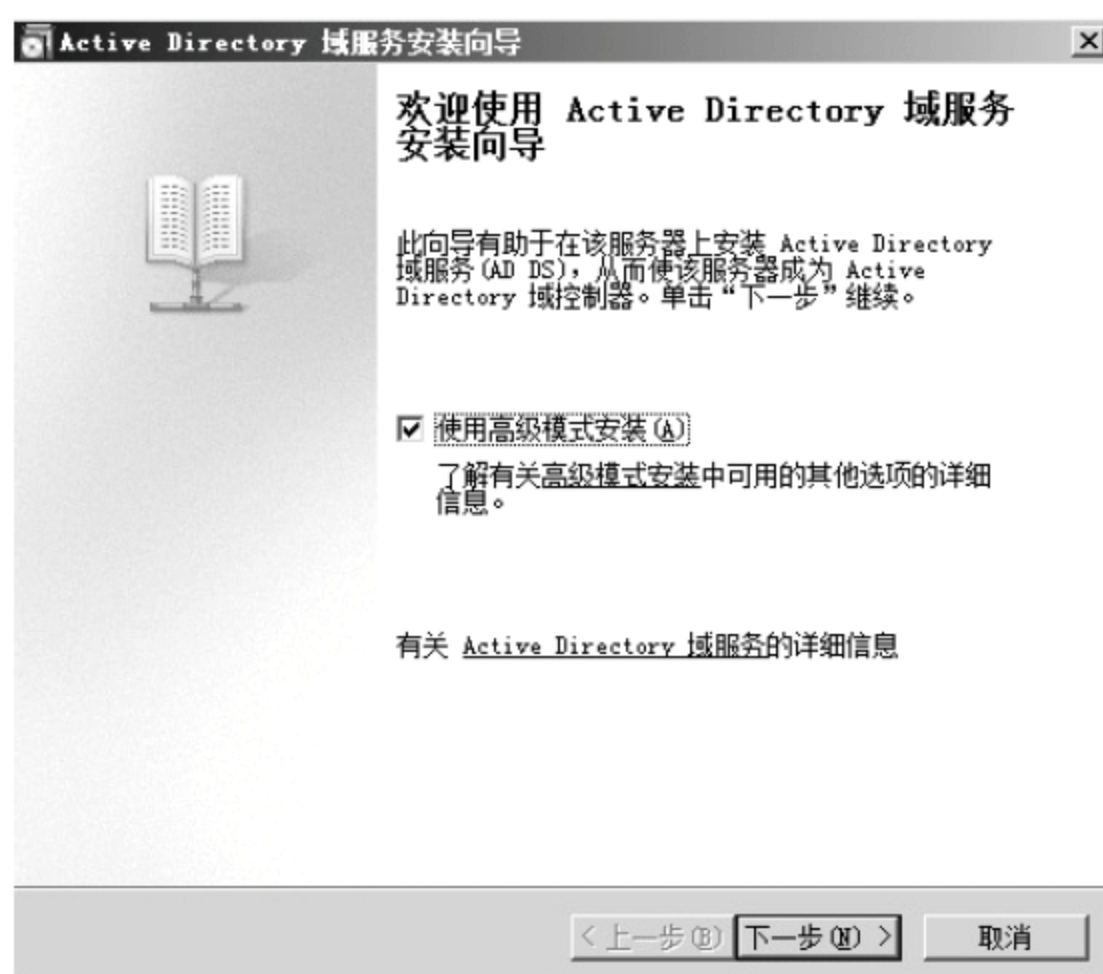 Active Directory 域服务安装向导
欢迎使用 Active Directory 域服务
安装向导
此向导有助于在该服务器上安装 Active Directory
域服务(AD DS)，从而使该服务器成为 Active
Directory 域控制器。单击“下一步”继续。
使用高级模式安装(A)
了解有关高级模式安装中可用的其他选项的详细
信息。
有关 Active Directory 域服务的详细信息
< 上一步(B) 下一步(N) > 取消